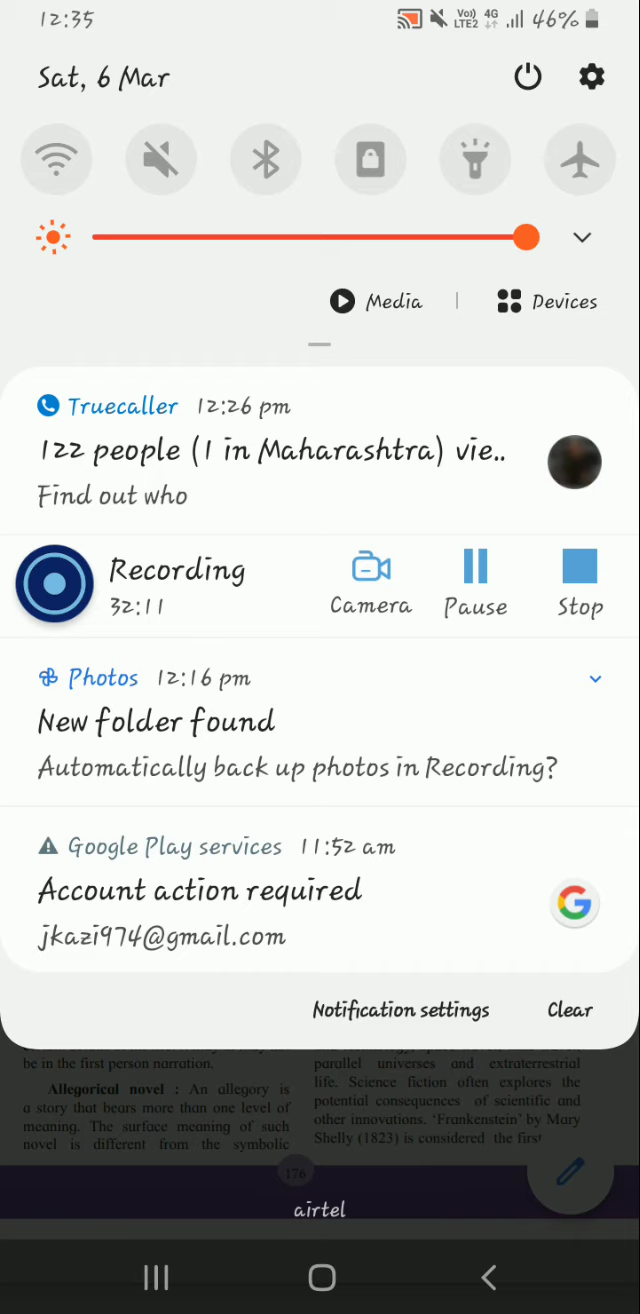 12:35
Vo)) LTE2 4G 46%
Sat, 6 Mar
Media | Devices
Truecaller 12:26 pm
122 people (1 in Maharashtra) vie..
Find out who
Recording
32:11
Camera Pause Stop
Photos 12:16 pm
New folder found
Automatically back up photos in Recording?
Google Play services 11:52 am
Account action required
jkazi974@gmail.com
Notification settings Clear
be in the first person narration.
Allegorical novel : An allegory is
a story that bears more than one level of
meaning. The surface meaning of such
novel is different from the symbolic
parallel universes and extraterrestrial
life. Science fiction often explores the
potential consequences of scientific and
other innovations. ‘Frankenstein’ by Mary
Shelly (1823) is considered the first
176
airtel